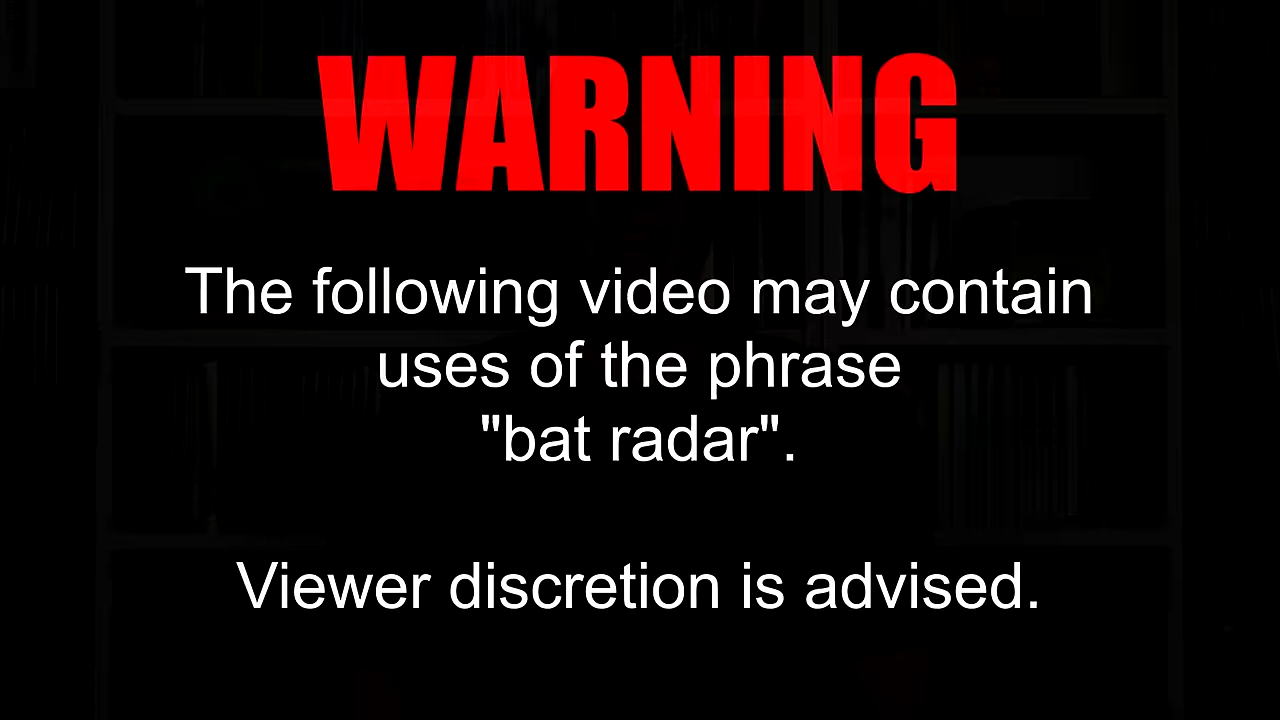 WARNING
The following video may contain
uses of the phrase
"bat radar".
Viewer discretion is advised.